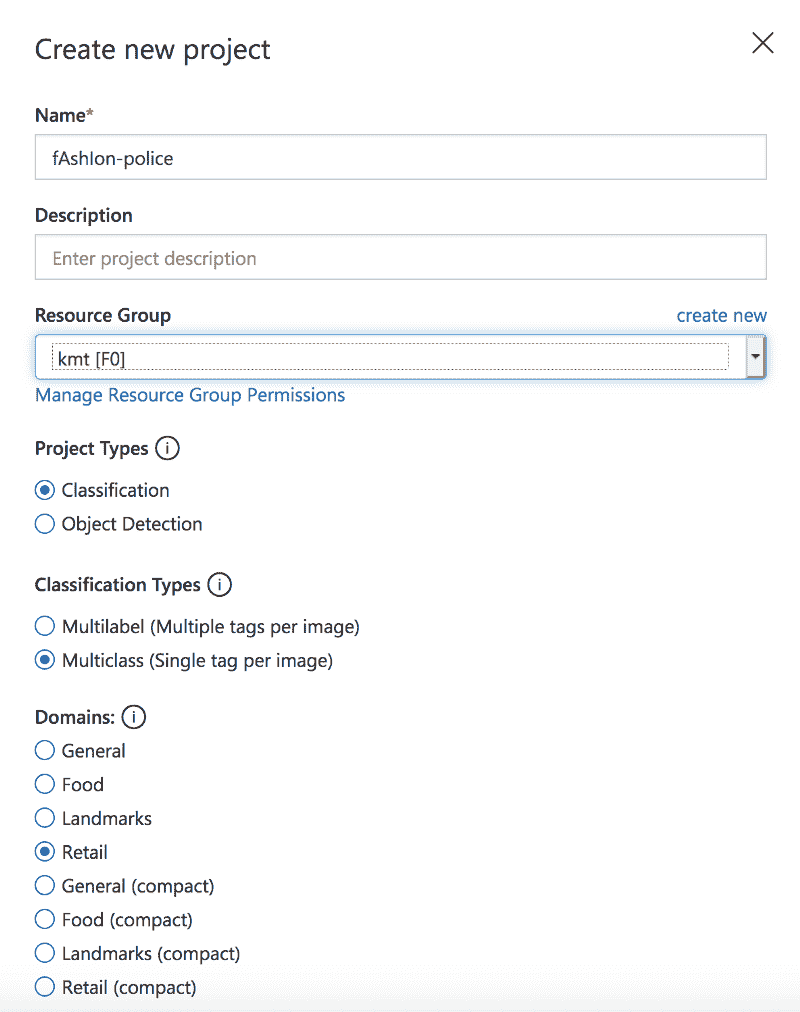 Create new project
Name*
fAshIon-police
Description
Enter project description
Resource Group create new
kmt [F0]
Manage Resource Group Permissions
Project Types i
Classification
Object Detection
Classification Types i
Multilabel (Multiple tags per image)
Multiclass (Single tag per image)
Domains: i
General
Food
Landmarks
Retail
General (compact)
Food (compact)
Landmarks (compact)
Retail (compact)